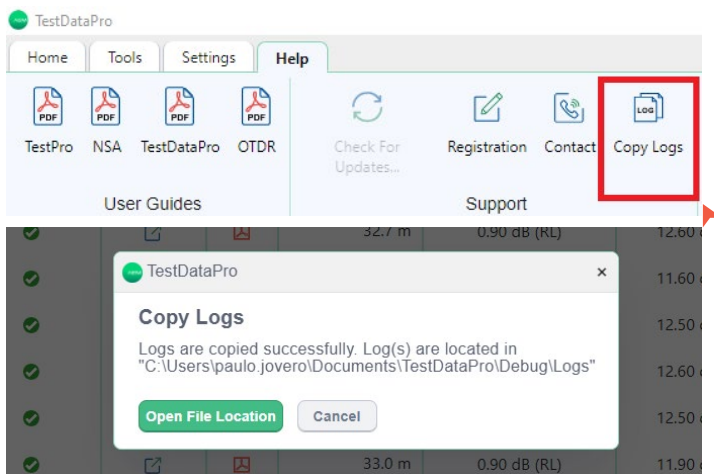 TestDataPro
Home Tools Settings Help
PDF PDF PDF PDF LOG
TestPro NSA TestDataPro OTDR Check For Registration Contact Copy Logs
Updates...
User Guides Support
32.7 m 0.90 dB (RL) 12.60
TestDataPro ×
11.60
Copy Logs
12.50
Logs are copied successfully. Log(s) are located in
"C:\Users\paulo.jovero\Documents\TestDataPro\Debug\Logs"
12.60
Open File Location Cancel
12.50
33.0 m 0.90 dB (RL) 11.90